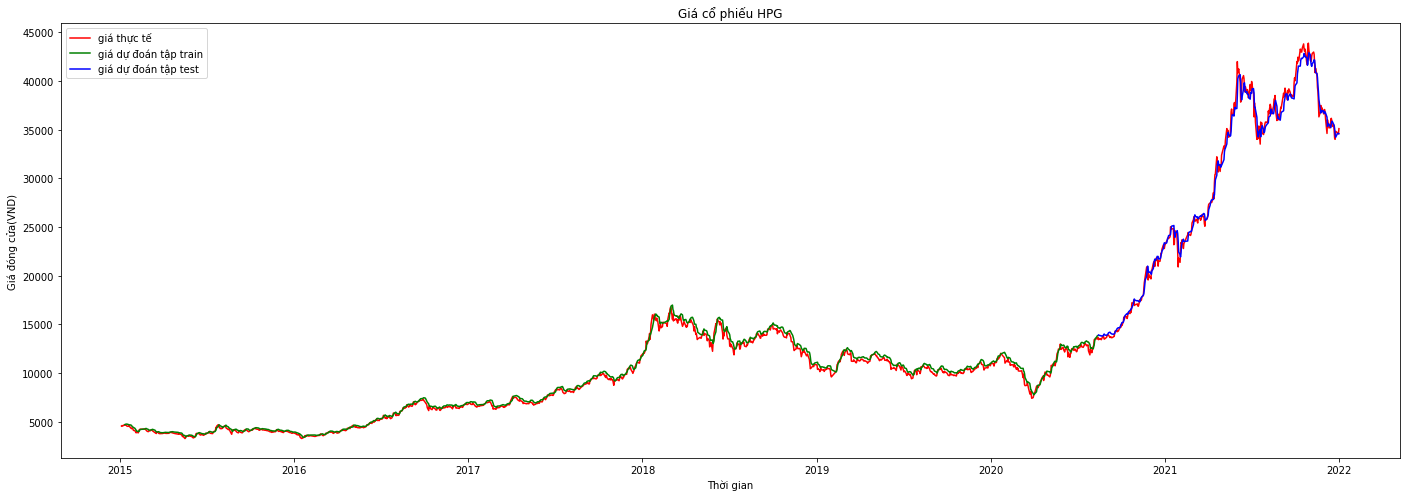 Giá cổ phiếu HPG
giá thực tế
giá dự đoán tập train
giá dự đoán tập test
Giá đóng cửa(VND)
45000
40000
35000
30000
25000
20000
15000
10000
5000
2015 2016 2017 2018 2019 2020 2021 2022
Thời gian